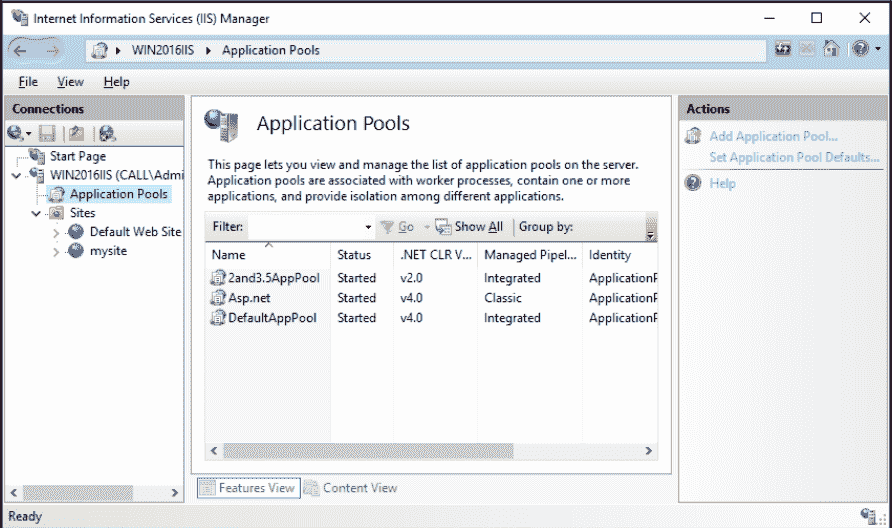 Internet Information Services (IIS) Manager
WIN2016IIS
Application Pools
File View Help
Connections
Start Page
WIN2016IIS (CALL\Admi
Application Pools
Sites
Default Web Site
mysite
Application Pools
This page lets you view and manage the list of application pools on the server.
Application pools are associated with worker processes, contain one or more
applications, and provide isolation among different applications.
Filter: Go Show All Group by:
Name Status .NET CLR V... Managed Pipel... Identity
2and3.5AppPool Started v2.0 Integrated ApplicationP
Asp.net Started v4.0 Classic ApplicationP
DefaultAppPool Started v4.0 Integrated ApplicationP
Features View Content View
Actions
Add Application Pool...
Set Application Pool Defaults...
Help
Ready